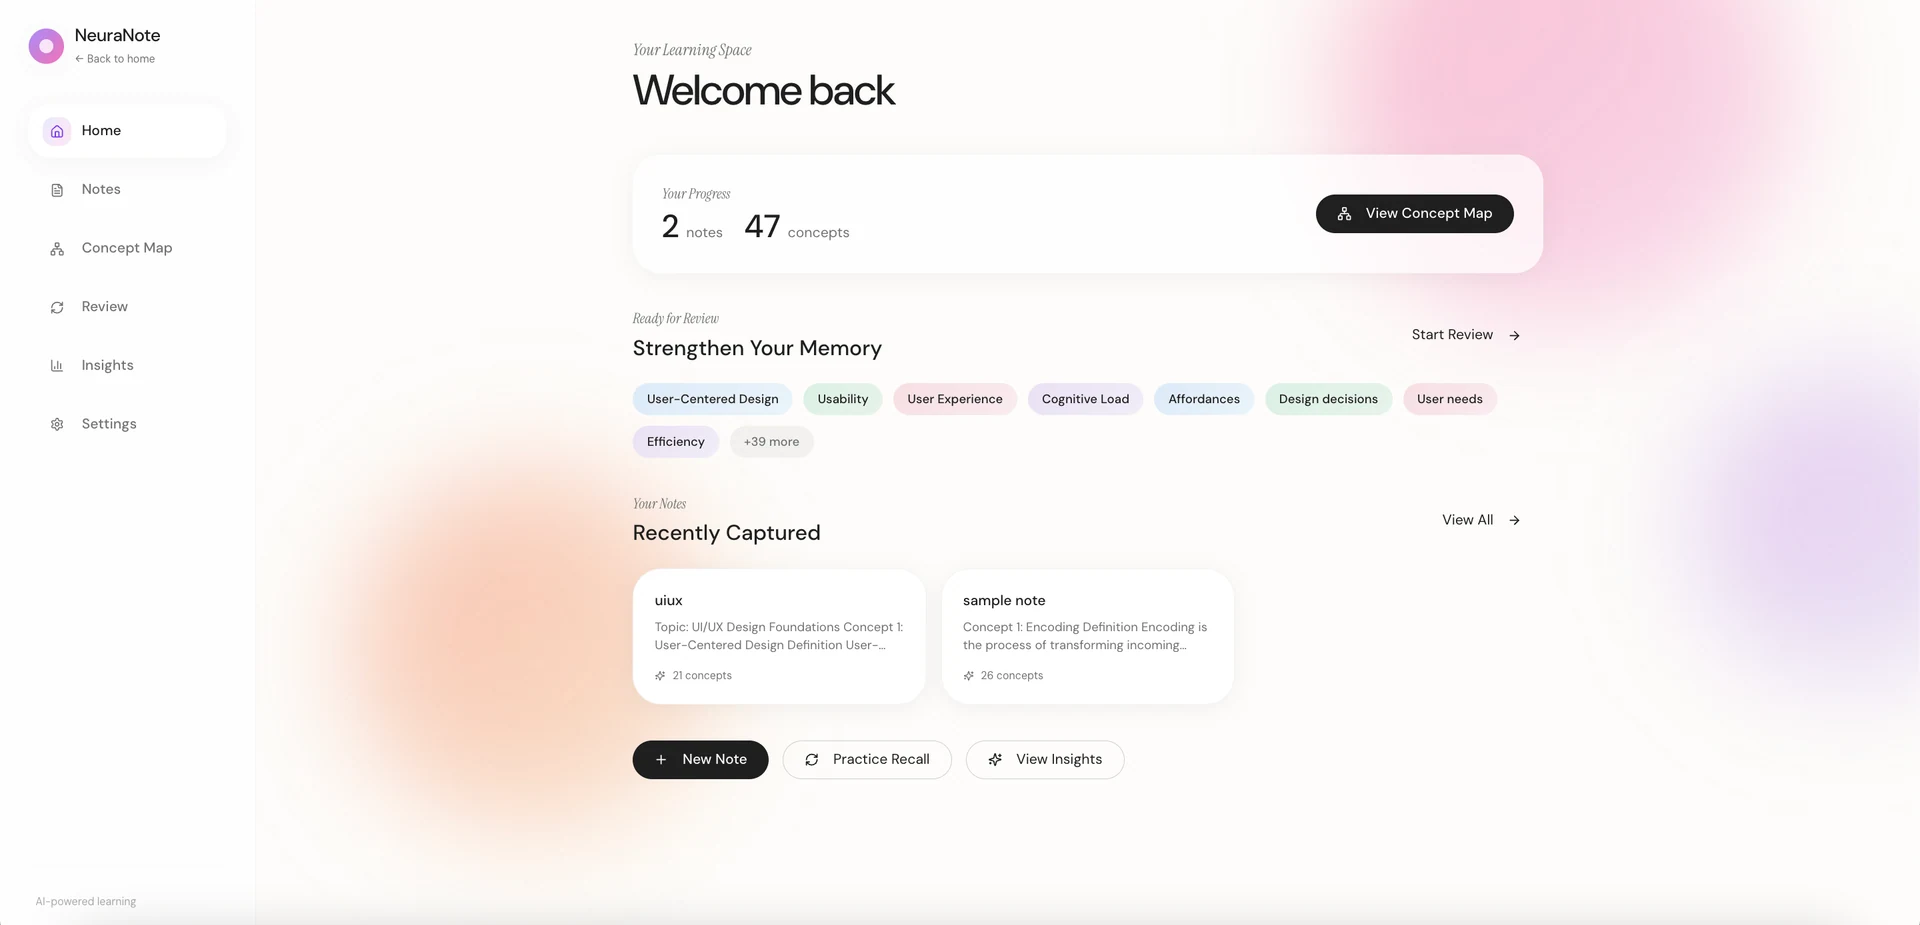 NeuraNote
← Back to home
Home
Notes
Concept Map
Review
Insights
Settings
AI-powered learning
Your Learning Space
Welcome back
Your Progress
2 notes 47 concepts
View Concept Map
Ready for Review
Strengthen Your Memory
Start Review →
User-Centered Design Usability User Experience Cognitive Load Affordances Design decisions User needs
Efficiency +39 more
Your Notes
Recently Captured
View All →
uiux
Topic: UI/UX Design Foundations Concept 1:
User-Centered Design Definition User-...
21 concepts
sample note
Concept 1: Encoding Definition Encoding is
the process of transforming incoming...
26 concepts
+ New Note
Practice Recall
View Insights